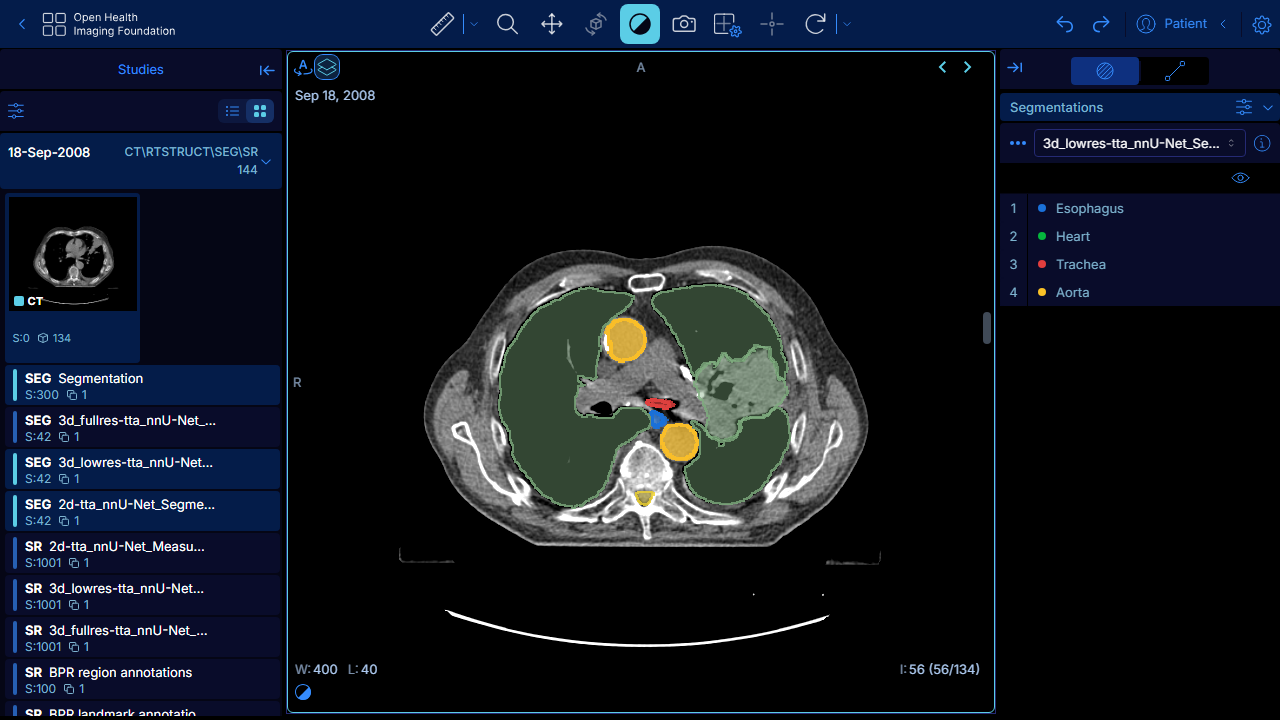 Open Health
Imaging Foundation
Patient
Studies
18-Sep-2008
CT\RTSTRUCT\SEG\SR
144
CT
S:0 134
SEG Segmentation
S:300 1
SEG 3d_fullres-tta_nnU-Net_...
S:42 1
SEG 3d_lowres-tta_nnU-Net...
S:42 1
SEG 2d-tta_nnU-Net_Segme...
S:42 1
SR 2d-tta_nnU-Net_Measu...
S:1001 1
SR 3d_lowres-tta_nnU-Net...
S:1001 1
SR 3d_fullres-tta_nnU-Net_...
S:1001 1
SR BPR region annotations
S:100 1
SR BPR landmark annotatio
A
A
Sep 18, 2008
R
W:400 L:40
I:56 (56/134)
Segmentations
3d_lowres-tta_nnU-Net_Se...
1 Esophagus
2 Heart
3 Trachea
4 Aorta